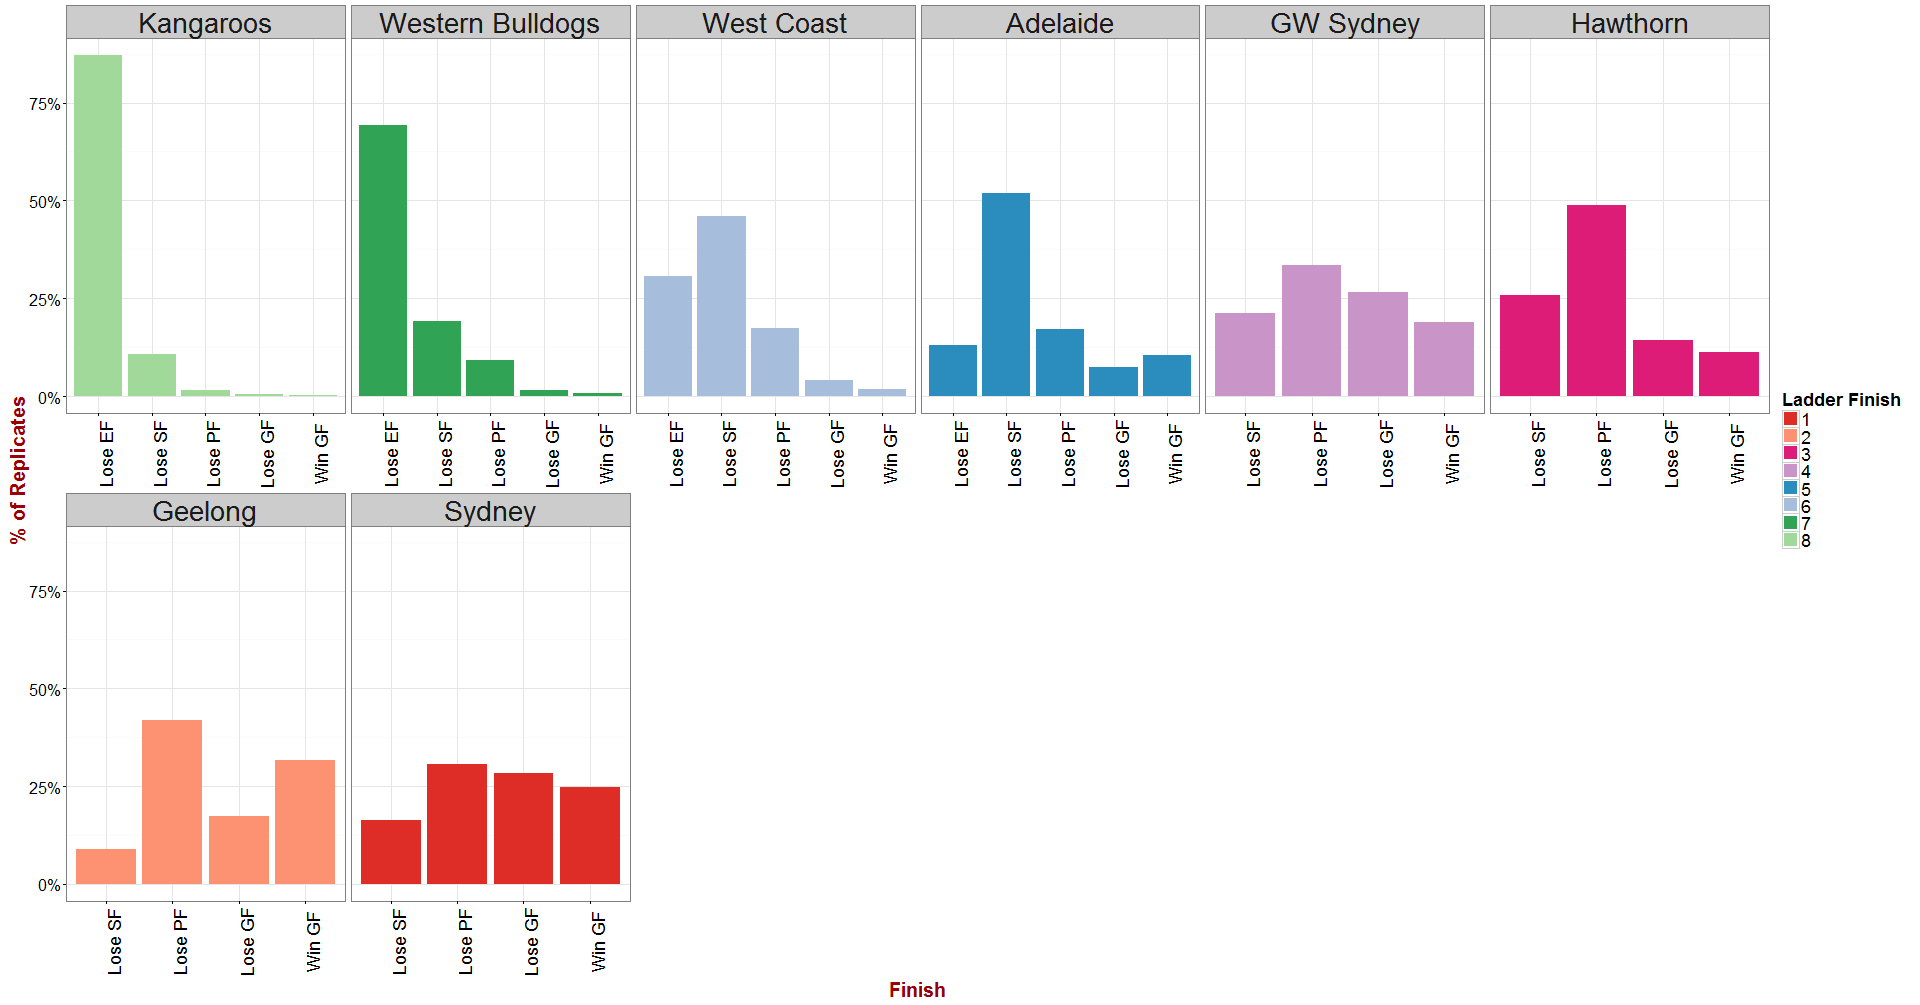 Kangaroos
Western Bulldogs
West Coast
Adelaide
GW Sydney
Hawthorn
75%
50%
25%
0%
Lose EF
Lose SF
Lose PF
Lose GF
Win GF
Lose EF
Lose SF
Lose PF
Lose GF
Win GF
Lose EF
Lose SF
Lose PF
Lose GF
Win GF
Lose EF
Lose SF
Lose PF
Lose GF
Win GF
Lose SF
Lose PF
Lose GF
Win GF
Lose SF
Lose PF
Lose GF
Win GF
% of Replicates
Geelong
Sydney
75%
50%
25%
0%
Lose SF
Lose PF
Lose GF
Win GF
Lose SF
Lose PF
Lose GF
Win GF
Finish
Ladder Finish
1
2
3
4
5
6
7
8